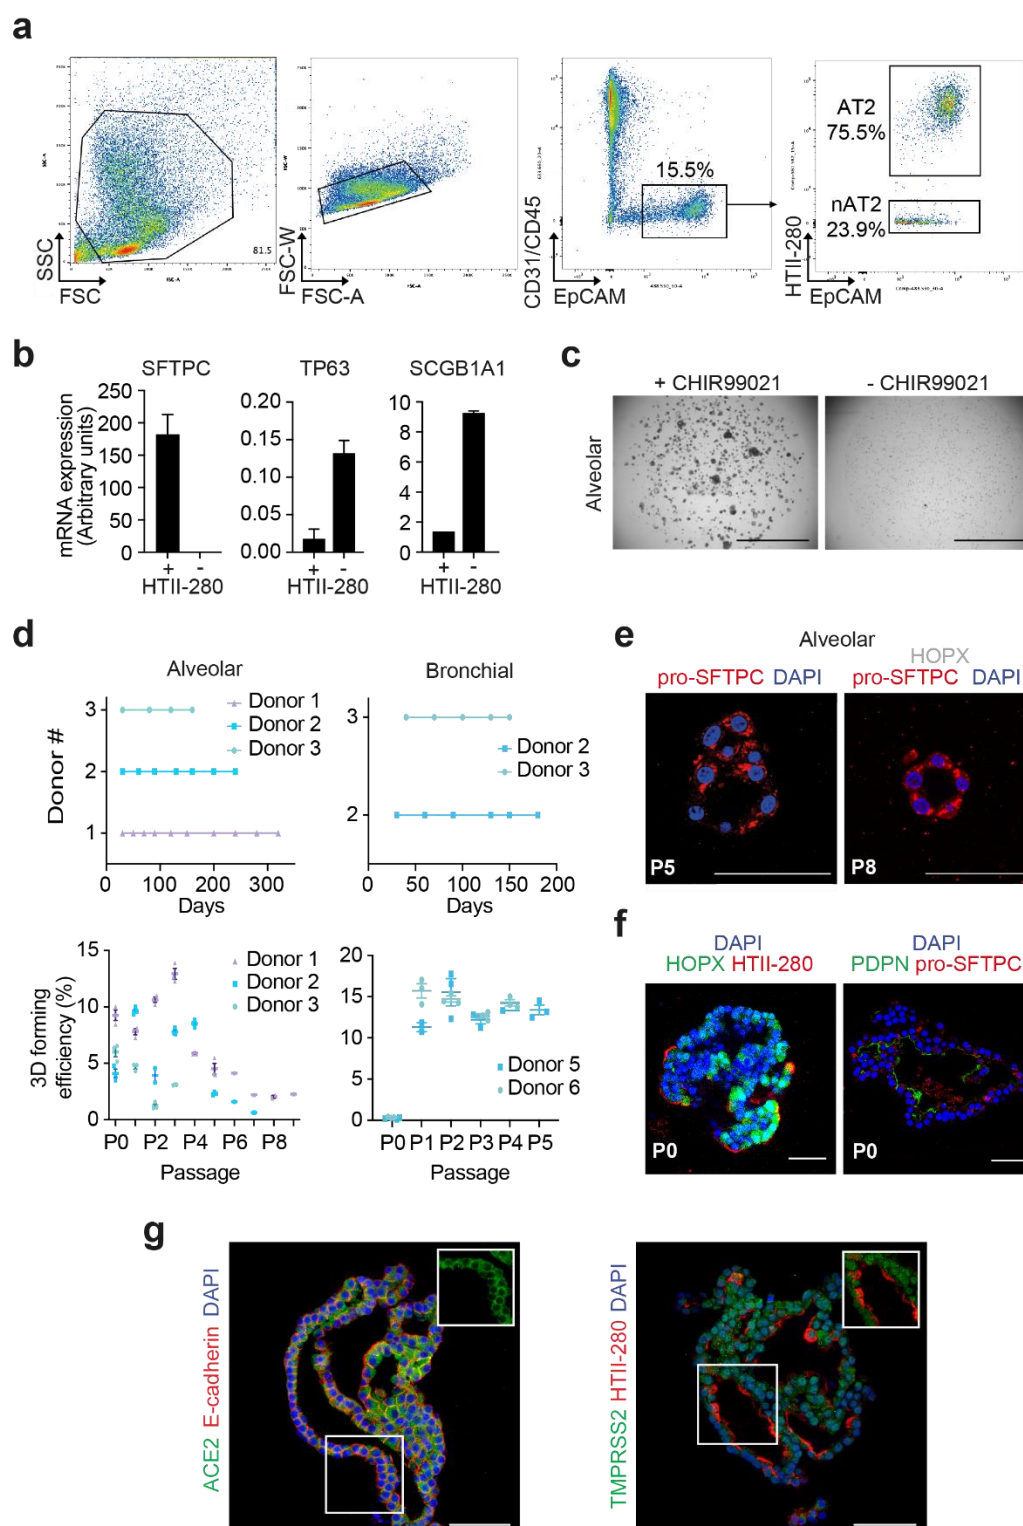 a
SSC
FSC
81.5
FSC-A
FSC-W
FSC-A
FSC-A
CD31/CD45
EpCAM
15.5%
HTII-280
EpCAM
AT2
75.5%
nAT2
23.9%
b
SFTPC
TP63
SCGB1A1
mRNA expression
(Arbitrary units)
250
200
150
100
50
0
0.20
0.15
0.10
0.05
0.00
10
8
6
4
2
0
+ -
+ -
+ -
HTII-280
HTII-280
HTII-280
c
+ CHIR99021
- CHIR99021
Alveolar
d
Alveolar
Bronchial
Donor #
3
2
1
Donor 1
Donor 2
Donor 3
0 100 200 300
Days
3
2
Donor 2
Donor 3
0 50 100 150 200
Days
3D forming
efficiency (%)
15
10
5
0
Donor 1
Donor 2
Donor 3
P0 P2 P4 P6 P8
Passage
20
15
10
5
0
Donor 5
Donor 6
P0 P1 P2 P3 P4 P5
Passage
e
Alveolar
HOPX
pro-SFTPC DAPI
pro-SFTPC DAPI
P5
P8
f
DAPI
HOPX HTII-280
DAPI
PDPN pro-SFTPC
P0
P0
g
ACE2 E-cadherin DAPI
TMPRSS2 HTII-280 DAPI